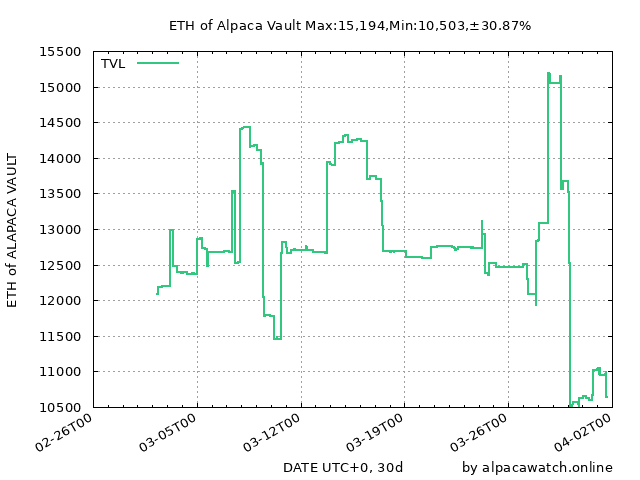 ETH of Alpaca Vault Max:15,194,Min:10,503,±30.87%
15500
TVL
15000
14500
14000
13500
13000
12500
12000
11500
11000
10500
ETH of ALAPACA VAULT
02-26T00
03-05T00
03-12T00
03-19T00
03-26T00
04-02T00
DATE UTC+0, 30d
by alpacawatch.online